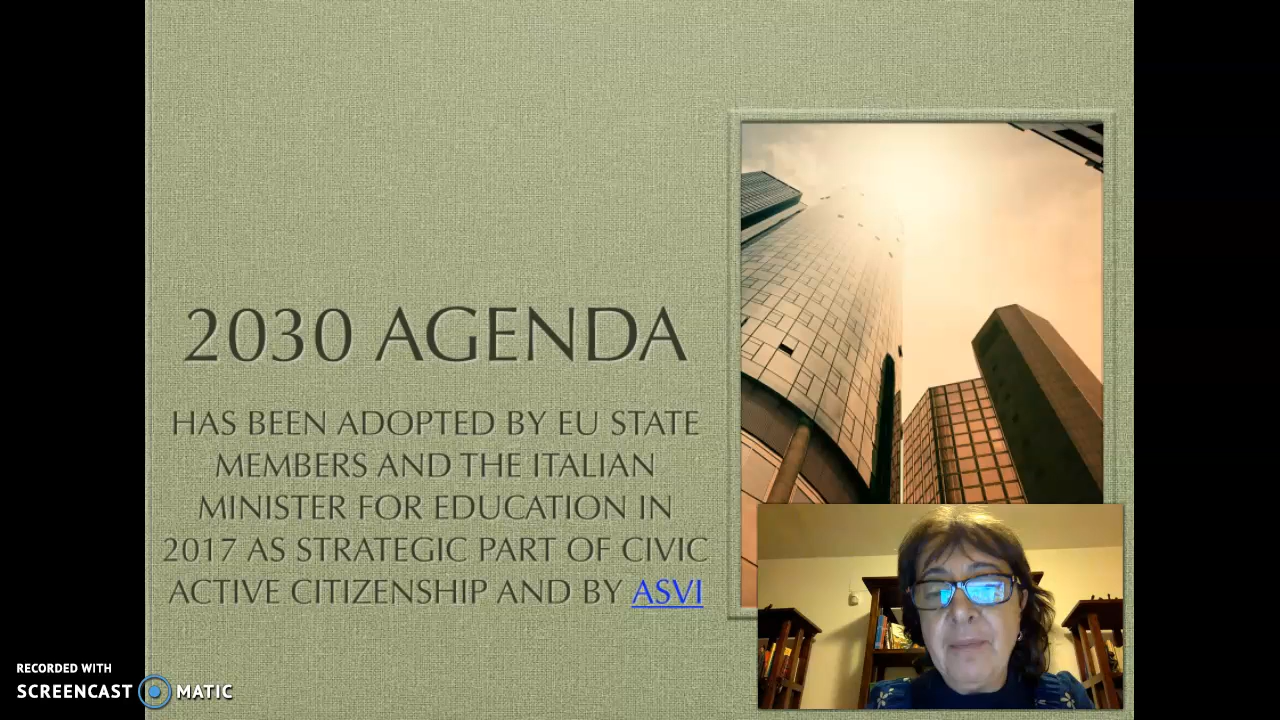 2030 AGENDA
HAS BEEN ADOPTED BY EU STATE
MEMBERS AND THE ITALIAN
MINISTER FOR EDUCATION IN
2017 AS STRATEGIC PART OF CIVIC
ACTIVE CITIZENSHIP AND BY ASVI
RECORDED WITH
SCREENCAST MATIC